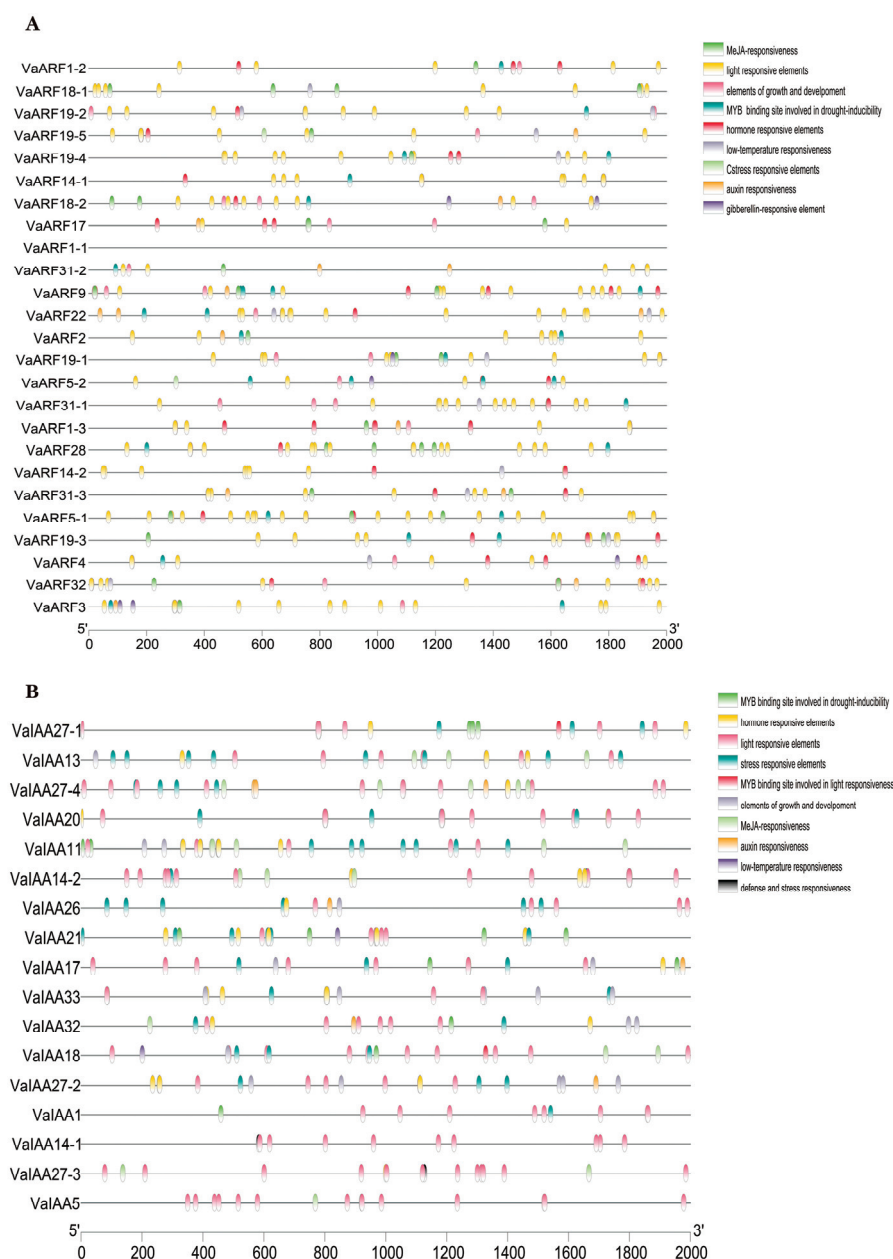 A
VaARF1-2
VaARF18-1
VaARF19-2
VaARF19-5
VaARF19-4
VaARF14-1
VaARF18-2
VaARF17
VaARF1-1
VaARF31-2
VaARF9
VaARF22
VaARF2
VaARF19-1
VaARF5-2
VaARF31-1
VaARF1-3
VaARF28
VaARF14-2
VaARF31-3
VaARF5-1
VaARF19-3
VaARF4
VaARF32
VaARF3
5' 3'
0 200 400 600 800 1000 1200 1400 1600 1800 2000
MeJA-responsiveness
light responsive elements
elements of growth and develpoment
MYB binding site involved in drought-inducibility
hormone responsive elements
low-temperature responsiveness
Cstress responsive elements
auxin responsiveness
gibberellin-responsive element
B
VaIAA27-1
VaIAA13
VaIAA27-4
VaIAA20
VaIAA11
VaIAA14-2
VaIAA26
VaIAA21
VaIAA17
VaIAA33
VaIAA32
VaIAA18
VaIAA27-2
VaIAA1
VaIAA14-1
VaIAA27-3
VaIAA5
5' 3'
0 200 400 600 800 1000 1200 1400 1600 1800 2000
MYB binding site involved in drought-inducibility
hormone responsive elements
light responsive elements
stress responsive elements
MYB binding site involved in light responsiveness
elements of growth and develpoment
MeJA-responsiveness
auxin responsiveness
low-temperature responsiveness
defense and stress responsiveness